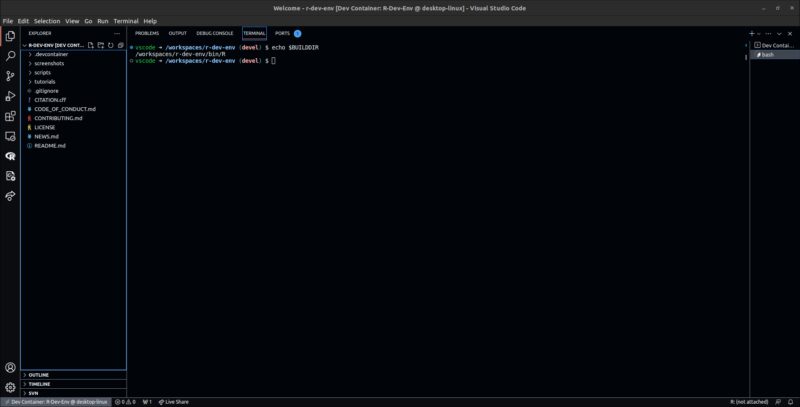 Welcome - r-dev-env [Dev Container: R-Dev-Env @ desktop-linux] - Visual Studio Code
File Edit Selection View Go Run Terminal Help
EXPLORER
R-DEV-ENV [DEV CONT...
.devcontainer
screenshots
scripts
tutorials
.gitignore
CITATION.cff
CODE_OF_CONDUCT.md
CONTRIBUTING.md
LICENSE
NEWS.md
README.md
OUTLINE
TIMELINE
SVN
PROBLEMS OUTPUT DEBUG CONSOLE TERMINAL PORTS 1
vscode → /workspaces/r-dev-env (devel) $ echo $BUILDDIR
/workspaces/r-dev-env/bin/R
vscode → /workspaces/r-dev-env (devel) $
Dev Conta...
bash
Dev Container: R-Dev-Env @ desktop-linux 0 0 1 Live Share R: (not attached)